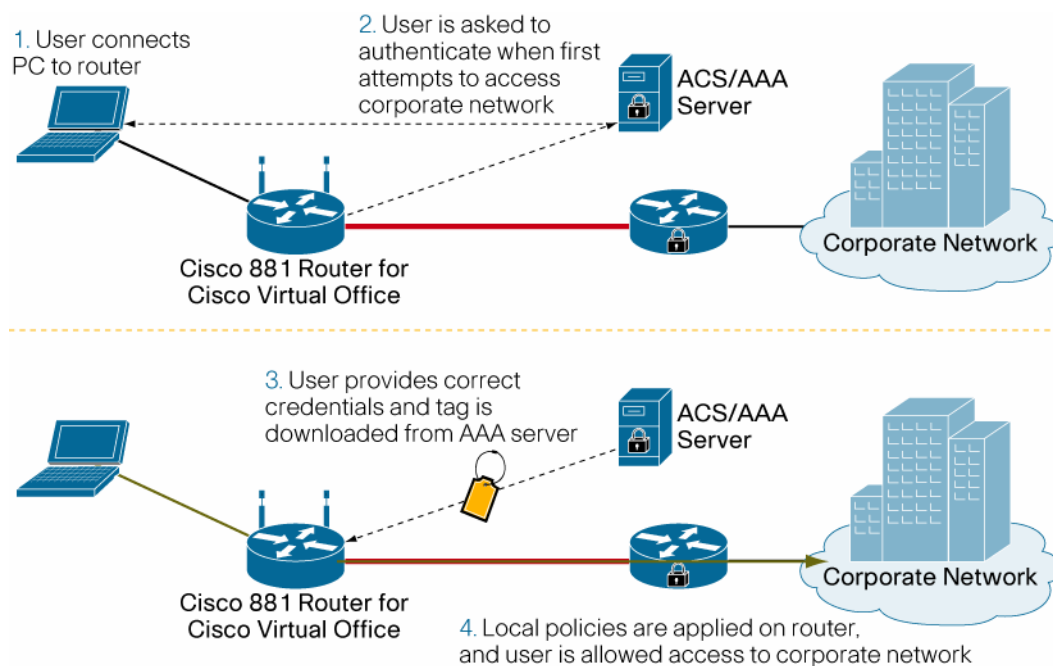 1. User connects
PC to router
2. User is asked to
authenticate when first
attempts to access
corporate network
ACS/AAA
Server
Cisco 881 Router for
Cisco Virtual Office
Corporate Network
3. User provides correct
credentials and tag is
downloaded from AAA server
ACS/AAA
Server
Cisco 881 Router for
Cisco Virtual Office
Corporate Network
4. Local policies are applied on router,
and user is allowed access to corporate network